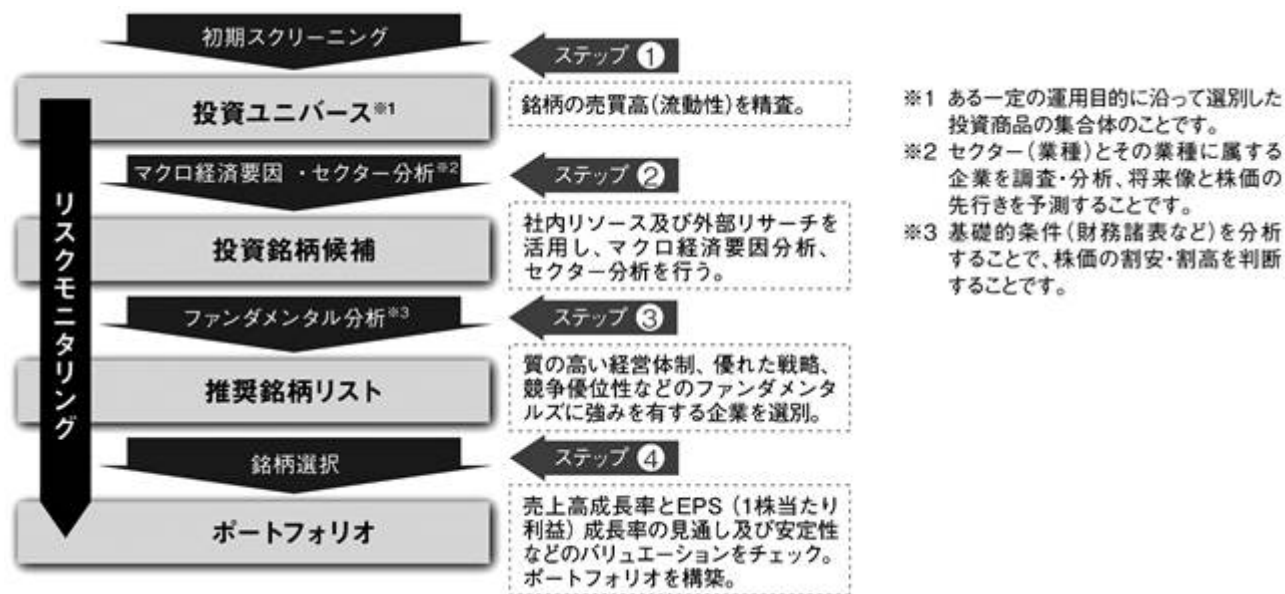 初期スクリーニング
ステップ ❶
投資ユニバース※1
銘柄の売買高(流動性)を精査。
マクロ経済要因 ・セクター分析※2
ステップ ❷
投資銘柄候補
社内リソース及び外部リサーチを
活用し、マクロ経済要因分析、
セクター分析を行う。
ファンダメンタル分析※3
ステップ ❸
推奨銘柄リスト
質の高い経営体制、優れた戦略、
競争優位性などのファンダメンタ
ルズに強みを有する企業を選別。
銘柄選択
ステップ ❹
ポートフォリオ
売上高成長率とEPS（1株当たり
利益）成長率の見通し及び安定性
などのバリュエーションをチェック。
ポートフォリオを構築。
リスクモニタリング
※1 ある一定の運用目的に沿って選別した
投資商品の集合体のことです。
※2 セクター（業種）とその業種に属する
企業を調査・分析、将来像と株価の
先行きを予測することです。
※3 基礎的条件（財務諸表など）を分析
することで、株価の割安・割高を判断
することです。